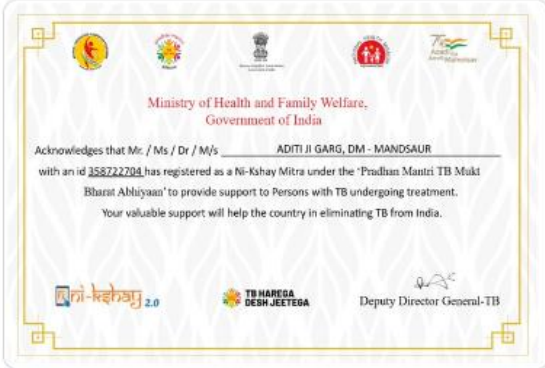 Ministry of Health and Family Welfare,
Government of India
Acknowledges that Mr. / Ms / Dr / M/s ADITI JI GARG, DM - MANDSAUR
with an id 358722704 has registered as a Ni-Kshay Mitra under the 'Pradhan Mantri TB Mukt
Bharat Abhiyaan' to provide support to Persons with TB undergoing treatment.
Your valuable support will help the country in eliminating TB from India.
ni-kshay 2.0
TB HAREGA
DESH JEETEGA
Deputy Director General-TB